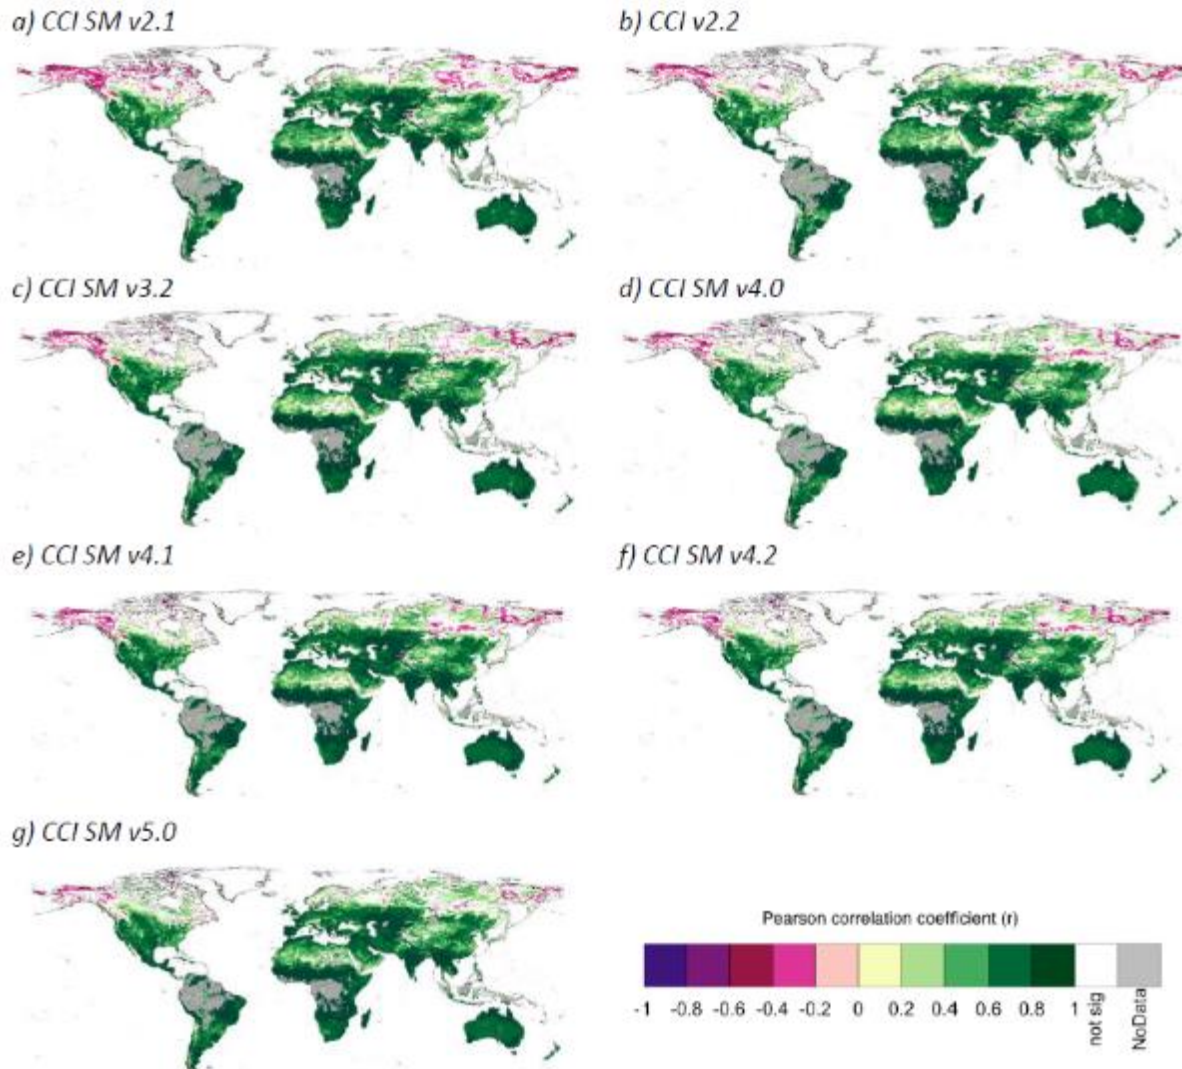 a) CCI SM v2.1
b) CCI v2.2
c) CCI SM v3.2
d) CCI SM v4.0
e) CCI SM v4.1
f) CCI SM v4.2
g) CCI SM v5.0
Pearson correlation coefficient (r)
-1 -0.8 -0.6 -0.4 -0.2 0 0.2 0.4 0.6 0.8 1 not sig NoData